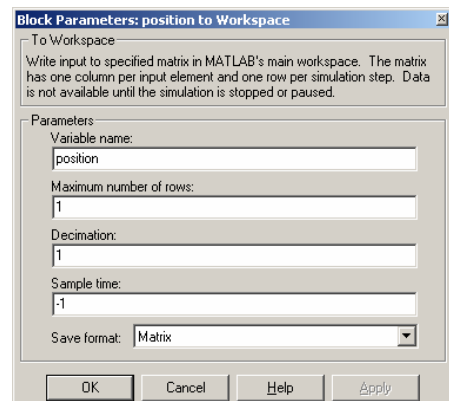 Block Parameters: position to Workspace
To Workspace
Write input to specified matrix in MATLAB's main workspace.  The matrix
has one column per input element and one row per simulation step.  Data
is not available until the simulation is stopped or paused.
Parameters
Variable name:
position
Maximum number of rows:
1
Decimation:
1
Sample time:
-1
Save format: Matrix
OK Cancel Help Apply